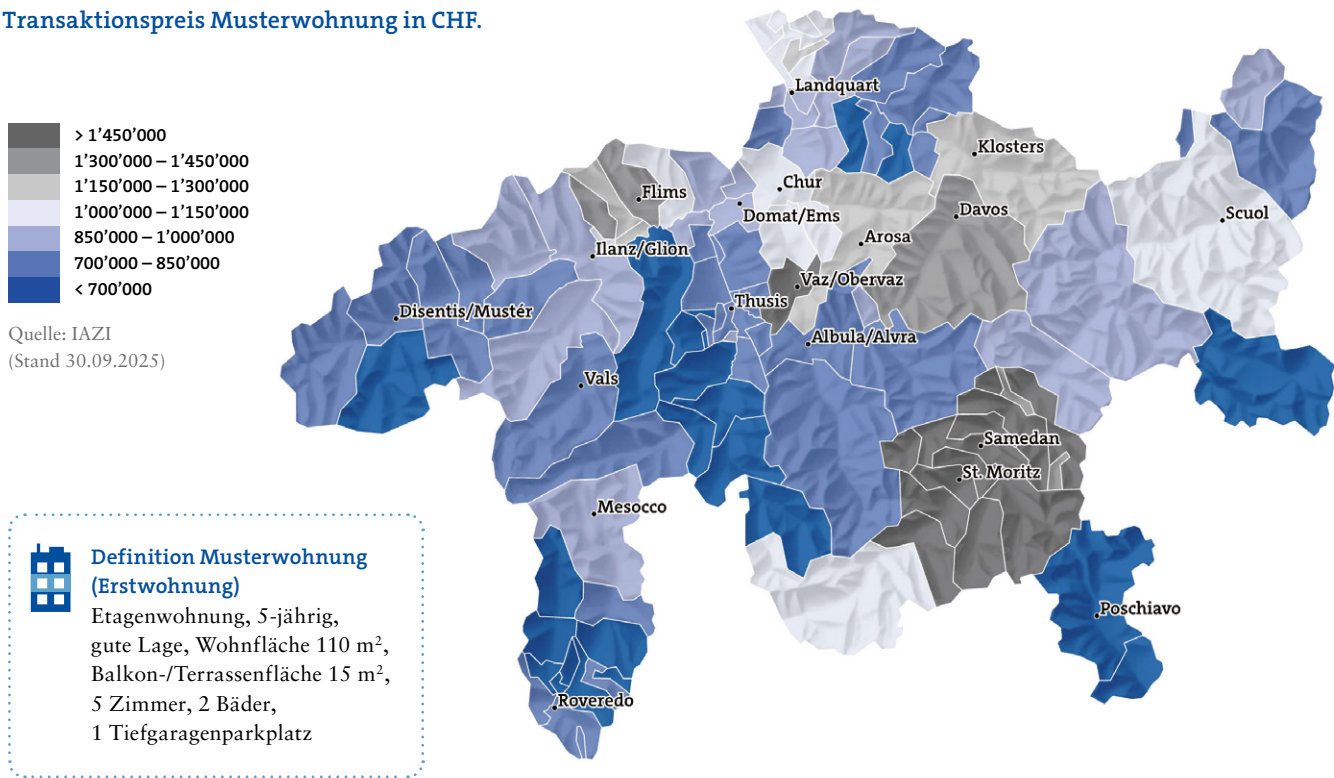 Transaktionspreis Musterwohnung in CHF.
> 1’450’000
1’300’000 – 1’450’000
1’150’000 – 1’300’000
1’000’000 – 1’150’000
850’000 – 1’000’000
700’000 – 850’000
< 700’000
Quelle: IAZI
(Stand 30.09.2025)
Landquart
Klosters
Chur
Flims
Domat/Ems
Davos
Scuol
Arosa
Ilanz/Glion
Vaz/Obervaz
Thusis
Disentis/Mustér
Albula/Alvra
Vals
Samedan
St. Moritz
Mesocco
Poschiavo
Roveredo
Definition Musterwohnung
(Erstwohnung)
Etagenwohnung, 5-jährig,
gute Lage, Wohnfläche 110 m²,
Balkon-/Terrassenfläche 15 m²,
5 Zimmer, 2 Bäder,
1 Tiefgaragenparkplatz